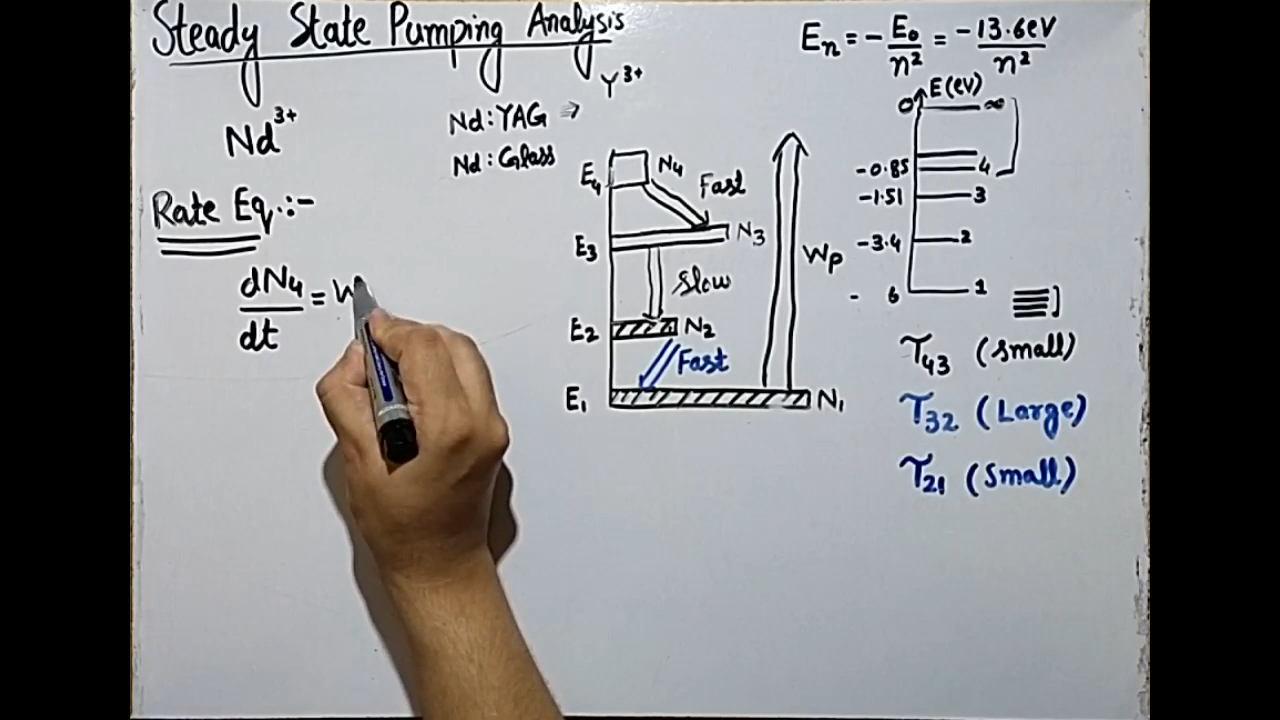 Steady State Pumping Analysis
Nd³⁺
Y³⁺
Nd:YAG ⇒
Nd:Glass
Rate Eq.:-
dN₄/dt = W
E₄ N₄
Fast
E₃ N₃
Slow
E₂ N₂
Fast
E₁ N₁
Wp
Eₙ = -E₀/n² = -13.6eV/n²
E(ev)
0 ∞
-0.85 4
-1.51 3
-3.4 2
- 6 1
τ₄₃ (Small)
τ₃₂ (Large)
τ₂₁ (Small)